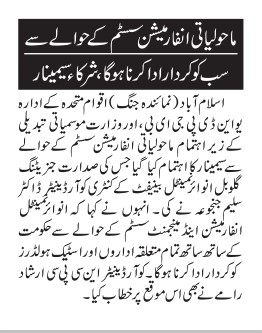 ماحولیاتی انفارمیشن سسٹم کے حوالے سے
سب کو کردار ادا کرنا ہوگا، شرکاء سیمینار
اسلام آباد (نمائندہ جنگ) اقوام متحدہ کے ادارہ
یو این ڈی پی جی ای بی، اور وزارت موسمیاتی تبدیلی
کے زیر اہتمام ماحولیاتی انفارمیشن سسٹم کے حوالے
سے سیمینار کا اہتمام کیا گیا جس کی صدارت جنریٹنگ
گلوبل انوائرنمینٹل بینیفٹ کے کنٹری کوآرڈینیٹر ڈاکٹر
سلیم جنجوعہ نے کی۔ انہوں نے کہا کہ انوائرنمینٹل
انفارمیشن اینڈ مینجمنٹ سسٹم کے حوالے سے حکومت
کے ساتھ ساتھ تمام متعلقہ اداروں اور اسٹیک ہولڈرز
کو کردار ادا کرنا ہوگا۔ کوآرڈینیٹر این سی پی سی ارشاد
رامے نے بھی اس موقع پر خطاب کیا۔